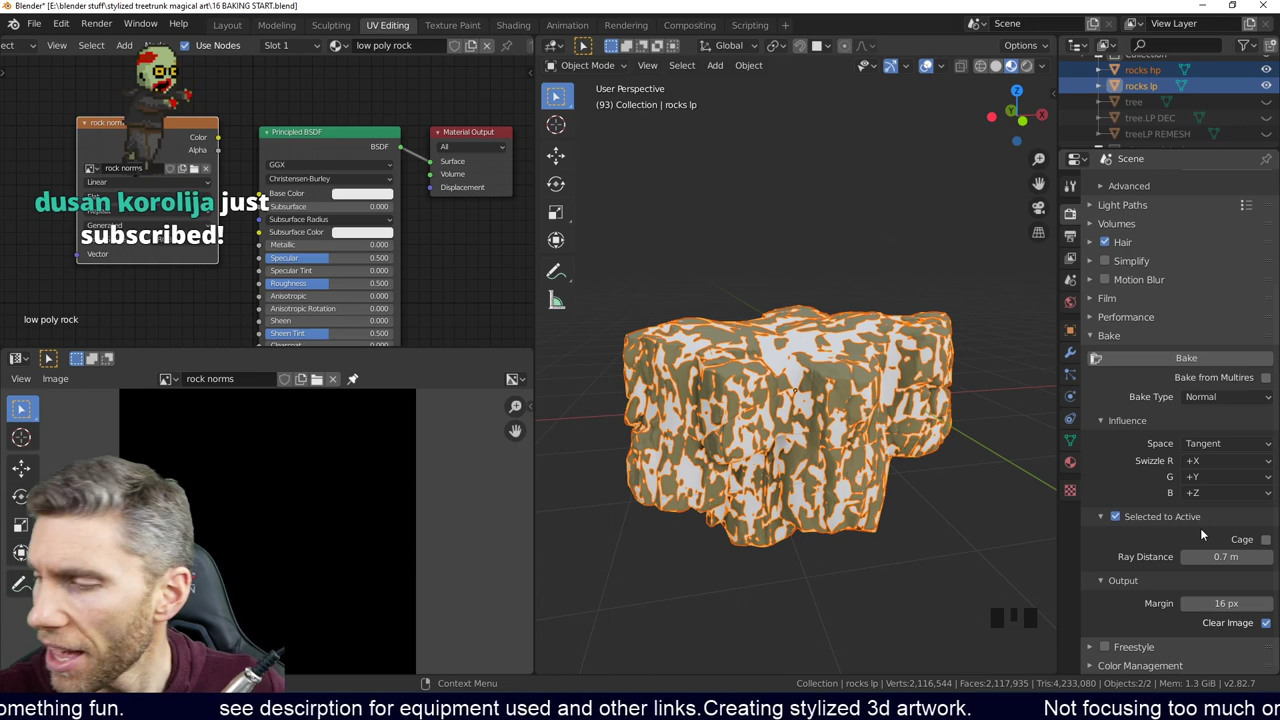 Blender* [E:\blender stuff\stylized treetrunk magical art\16 BAKING START.blend]
File Edit Render Window Help
Layout Modeling Sculpting UV Editing Texture Paint Shading Animation Rendering Compositing Scripting
Scene
View Layer
ect View Select Add Use Nodes Slot 1 low poly rock
Global Options
Object Mode View Select Add Object
User Perspective
(93) Collection | rocks lp
Collection
rocks hp
rocks lp
tree
tree.LP DEC
treeLP REMESH
rock norm
Color
Alpha
rock norms
Linear
Vector
Principled BSDF
BSDF
GGX
Christensen-Burley
Base Color
Subsurface 0.000
Subsurface Radius
Subsurface Color
Metallic 0.000
Specular 0.500
Specular Tint 0.000
Roughness 0.500
Anisotropic 0.000
Anisotropic Rotation 0.000
Sheen 0.000
Sheen Tint 0.500
Clearcoat 0.000
Material Output
All
Surface
Volume
Displacement
dusan korolija just
subscribed!
low poly rock
View Image rock norms
Scene
Advanced
Light Paths
Volumes
Hair
Simplify
Motion Blur
Film
Performance
Bake
Bake
Bake from Multires
Bake Type Normal
Influence
Space Tangent
Swizzle R +X
G +Y
B +Z
Selected to Active
Cage
Ray Distance 0.7 m
Output
Margin 16 px
Clear Image
Freestyle
Color Management
Context Menu
Collection | rocks lp | Verts:2,116,544 | Faces:2,117,935 | Tris:4,233,080 | Objects:2/2 | Mem: 1.3 GiB | v2.82.7
omething fun. see descirption for equipment used and other links.Creating stylized 3d artwork. Not focusing too much or